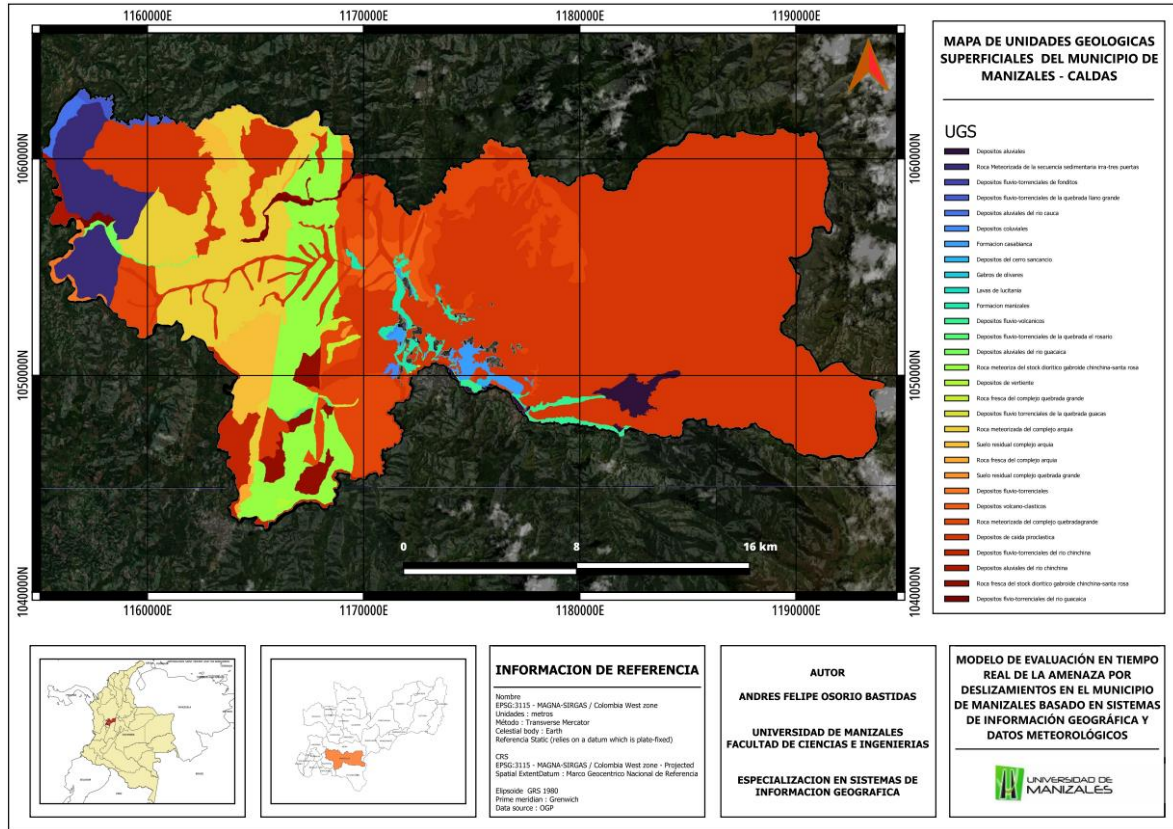 1160000E
1170000E
1180000E
1190000E
1060000N
1050000N
1040000N
1060000N
1050000N
1040000N
0
8
16 km
1160000E
1170000E
1180000E
1190000E
MAPA DE UNIDADES GEOLOGICAS
SUPERFICIALES DEL MUNICIPIO DE
MANIZALES - CALDAS
UGS
Depositos aluviales
Roca Meteorizada de la secuencia sedimentaria irra-tres puertas
Depositos fluvio-torrenciales de fonditos
Depositos fluvio-torrenciales de la quebrada llano grande
Depositos aluviales del rio cauca
Depositos coluviales
Formacion casabianca
Depositos del cerro sancancio
Gabros de olivares
Lavas de lucitania
Formacion manizales
Depositos fluvio-volcanicos
Depositos fluvio-torrenciales de la quebrada el rosario
Depositos aluviales del rio guacaica
Roca meteoriza del stock dioritico gabroide chinchina-santa rosa
Depositos de vertiente
Roca fresca del complejo quebrada grande
Depositos fluvio torrenciales de la quebrada guacas
Roca meteorizada del complejo arquia
Suelo residual complejo arquia
Roca fresca del complejo arquia
Suelo residual complejo quebrada grande
Depositos fluvio-torrenciales
Depositos volcano-clasticos
Roca meteorizada del complejo quebradagrande
Depositos de caida piroclastica
Depositos fluvio-torrenciales del rio chinchina
Depositos aluviales del rio chinchina
Roca fresca del stock dioritico gabroide chinchina-santa rosa
Depositos flvio-torrenciales del rio guacaica
INFORMACION DE REFERENCIA
Nombre
EPSG:3115 - MAGNA-SIRGAS / Colombia West zone
Unidades : metros
Método : Transverse Mercator
Celestial body : Earth
Referencia Static (relies on a datum which is plate-fixed)
CRS
EPSG:3115 - MAGNA-SIRGAS / Colombia West zone - Projected
Spatial ExtentDatum : Marco Geocentrico Nacional de Referencia
Elipsoide GRS 1980
Prime meridian : Grenwich
Data source : OGP
AUTOR
ANDRES FELIPE OSORIO BASTIDAS
UNIVERSIDAD DE MANIZALES
FACULTAD DE CIENCIAS E INGENIERIAS
ESPECIALIZACION EN SISTEMAS DE
INFORMACION GEOGRAFICA
MODELO DE EVALUACIÓN EN TIEMPO
REAL DE LA AMENAZA POR
DESLIZAMIENTOS EN EL MUNICIPIO
DE MANIZALES BASADO EN SISTEMAS
DE INFORMACIÓN GEOGRÁFICA Y
DATOS METEOROLÓGICOS
UNIVERSIDAD DE
MANIZALES